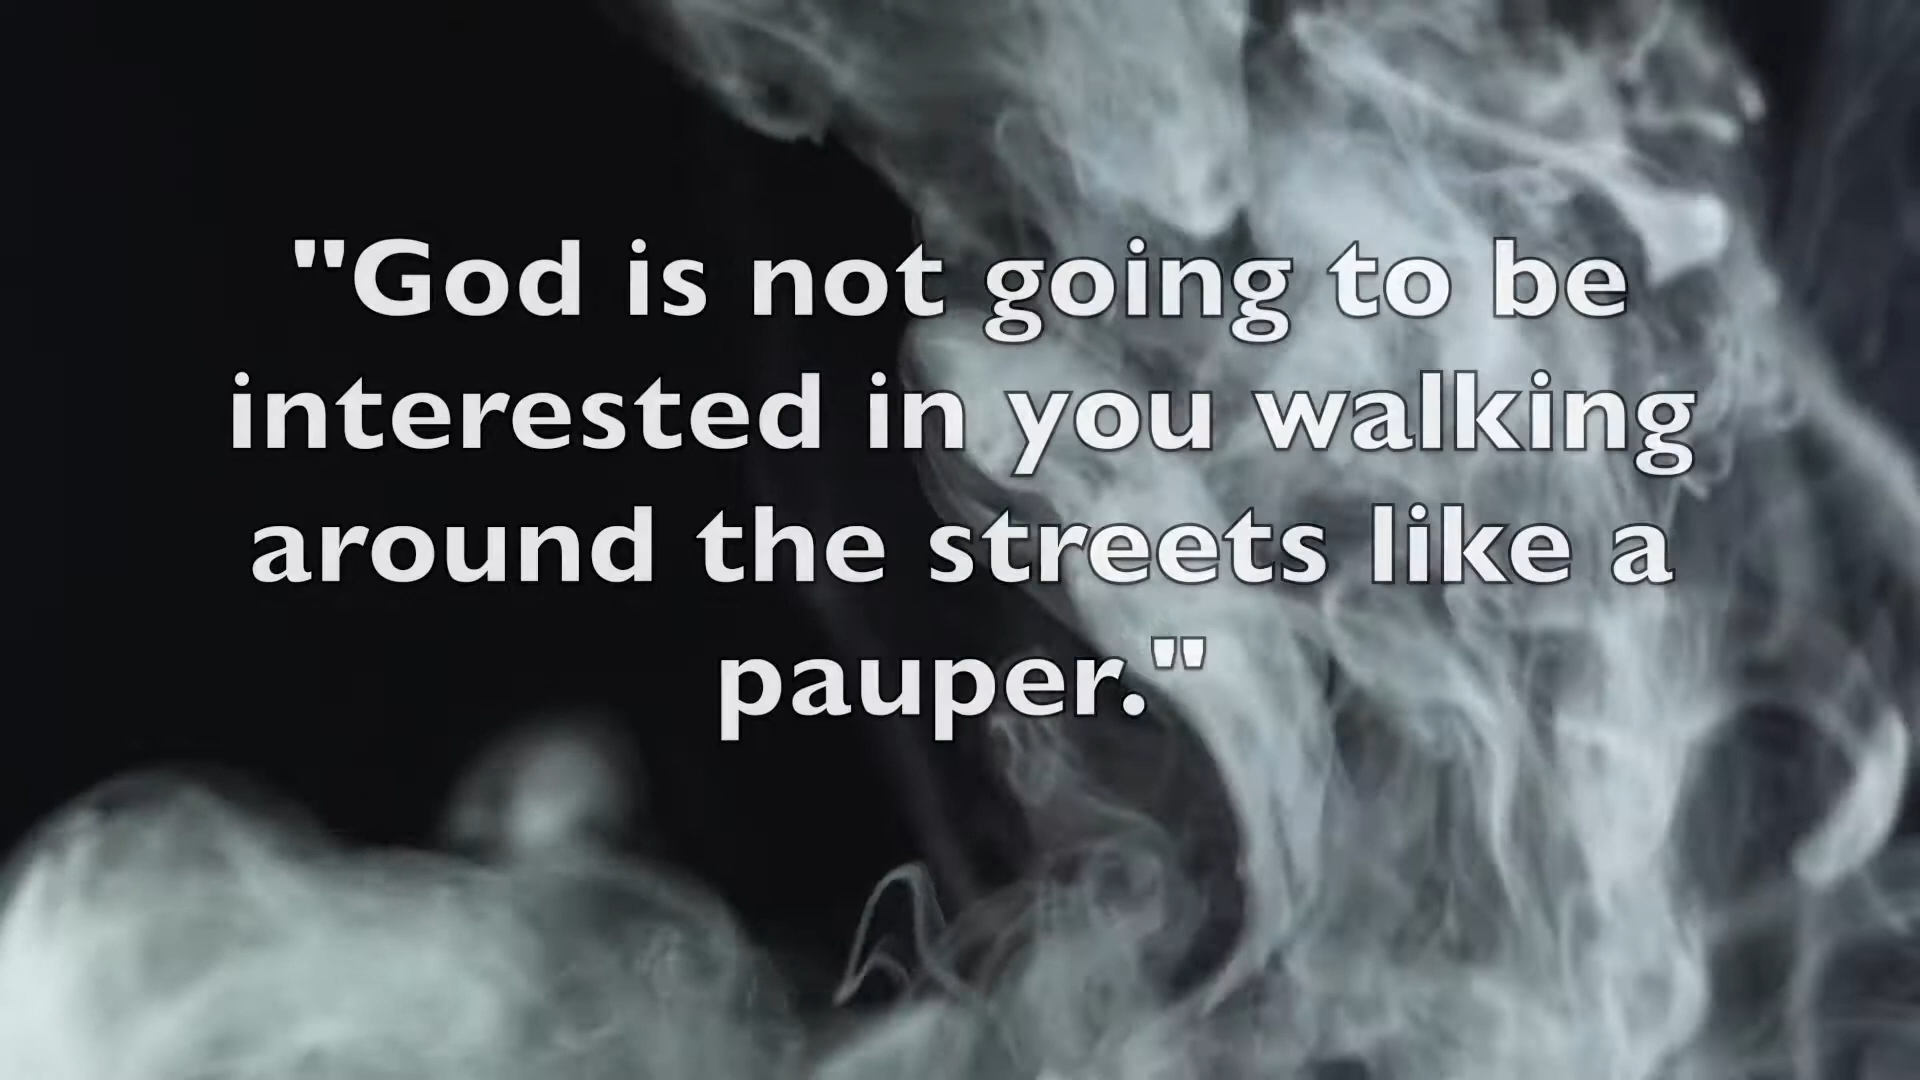 "God is not going to be
interested in you walking
around the streets like a
pauper."